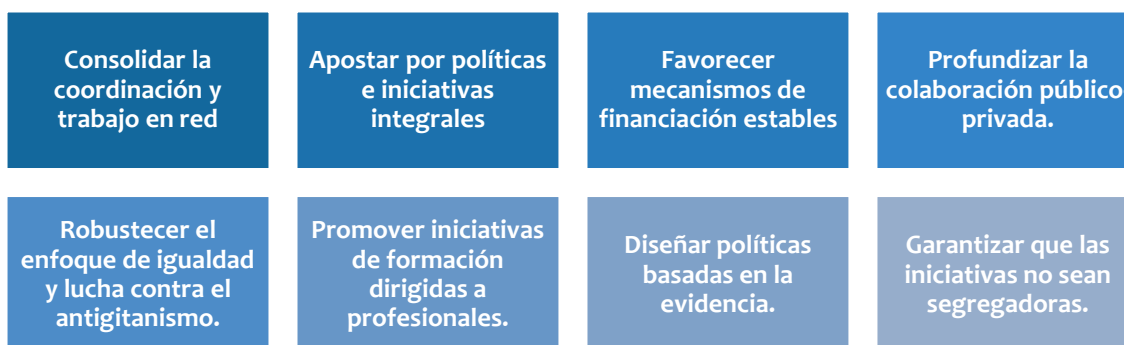 Consolidar la
coordinación y
trabajo en red
Apostar por políticas
e iniciativas
integrales
Favorecer
mecanismos de
financiación estables
Profundizar la
colaboración público
privada.
Robustecer el
enfoque de igualdad
y lucha contra el
antigitanismo.
Promover iniciativas
de formación
dirigidas a
profesionales.
Diseñar políticas
basadas en la
evidencia.
Garantizar que las
iniciativas no sean
segregadoras.